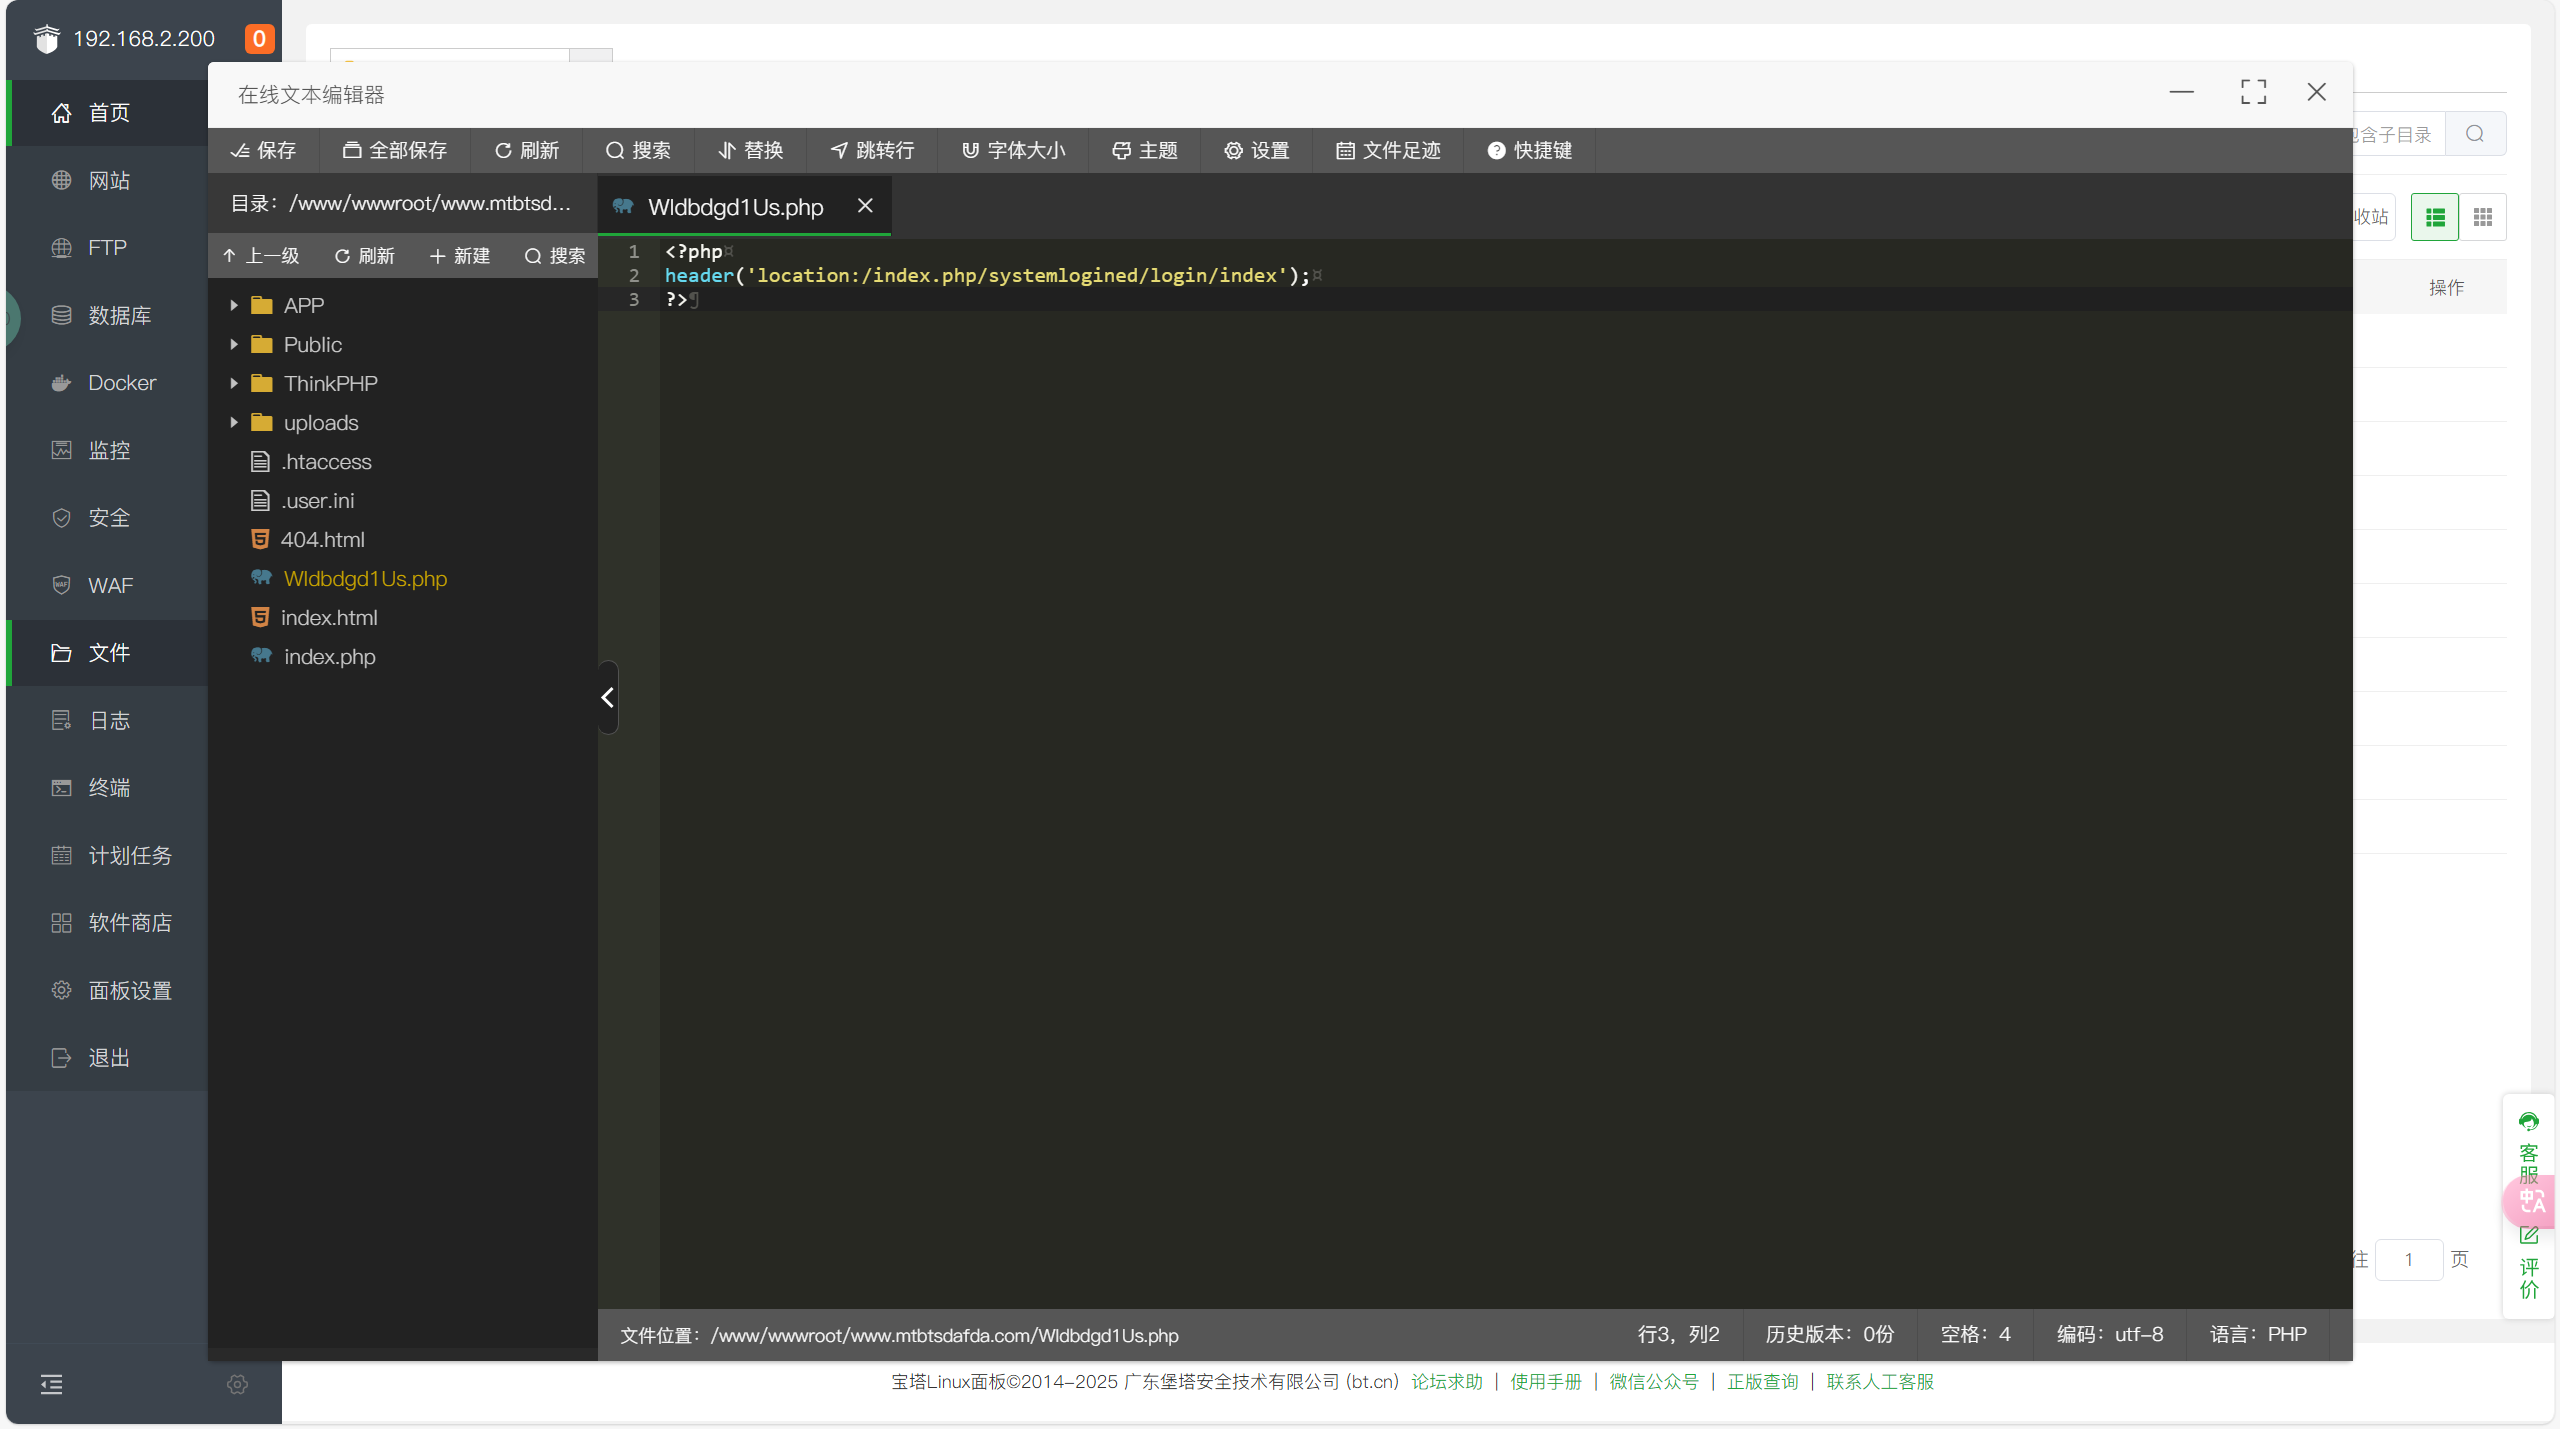 192.168.2.200 0
首页
网站
FTP
数据库
Docker
监控
安全
WAF
文件
日志
终端
计划任务
软件商店
面板设置
退出
在线文本编辑器
保存 全部保存 刷新 搜索 替换 跳转行 字体大小 主题 设置 文件足迹 快捷键
目录：/www/wwwroot/www.mtbtsd...
上一级 刷新 新建 搜索
APP
Public
ThinkPHP
uploads
.htaccess
.user.ini
404.html
WIdbdgd1Us.php
index.html
index.php
WIdbdgd1Us.php
1 <?php
2 header('location:/index.php/systemlogined/login/index');
3 ?>
文件位置：/www/wwwroot/www.mtbtsdafda.com/WIdbdgd1Us.php
行3，列2 历史版本：0份 空格：4 编码：utf-8 语言：PHP
含子目录
收站
操作
往 1 页
客服
评价
宝塔Linux面板©2014-2025 广东堡塔安全技术有限公司 (bt.cn) 论坛求助 | 使用手册 | 微信公众号 | 正版查询 | 联系人工客服